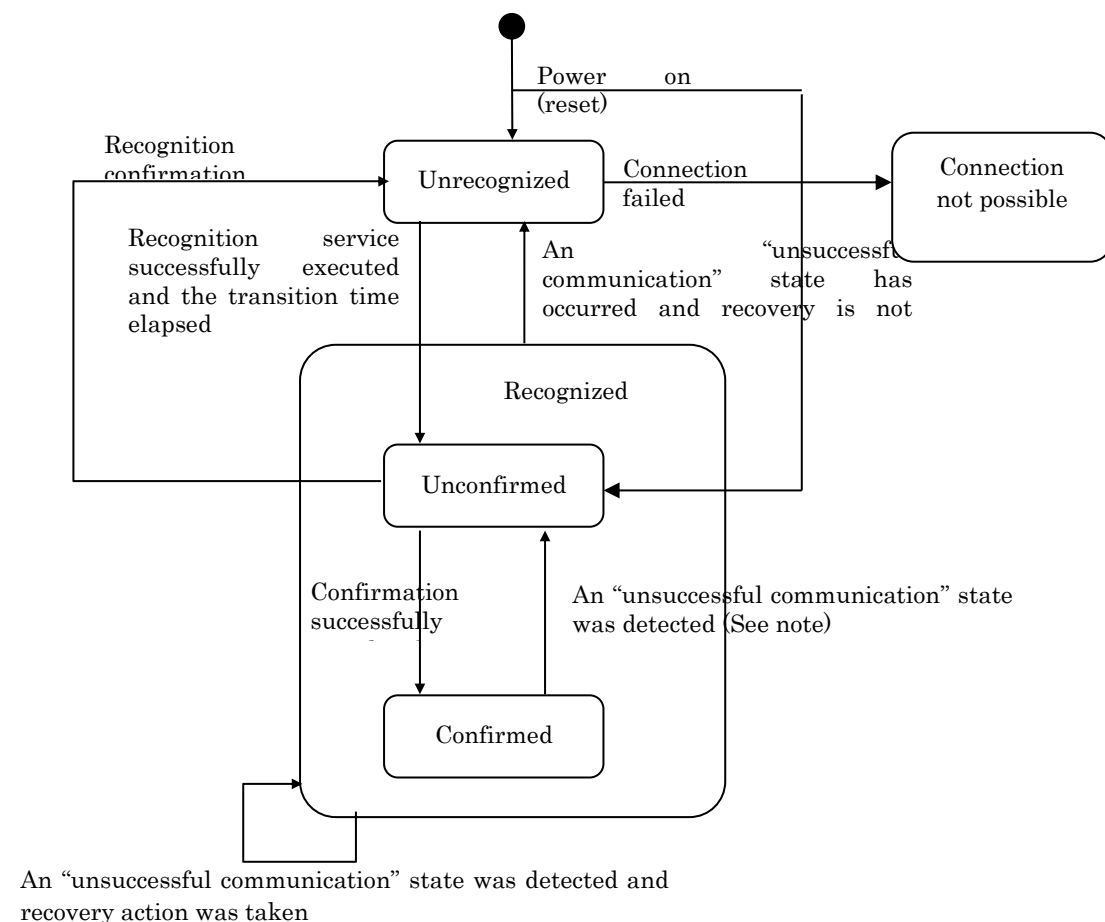 Power on
(reset)
Recognition
confirmation
Unrecognized
Connection
failed
Connection
not possible
Recognition service
successfully executed
and the transition time
elapsed
An “unsuccessfu
communication” state has
occurred and recovery is not
Recognized
Unconfirmed
Confirmation
successfully
An “unsuccessful communication” state
was detected (See note)
Confirmed
An “unsuccessful communication” state was detected and
recovery action was taken